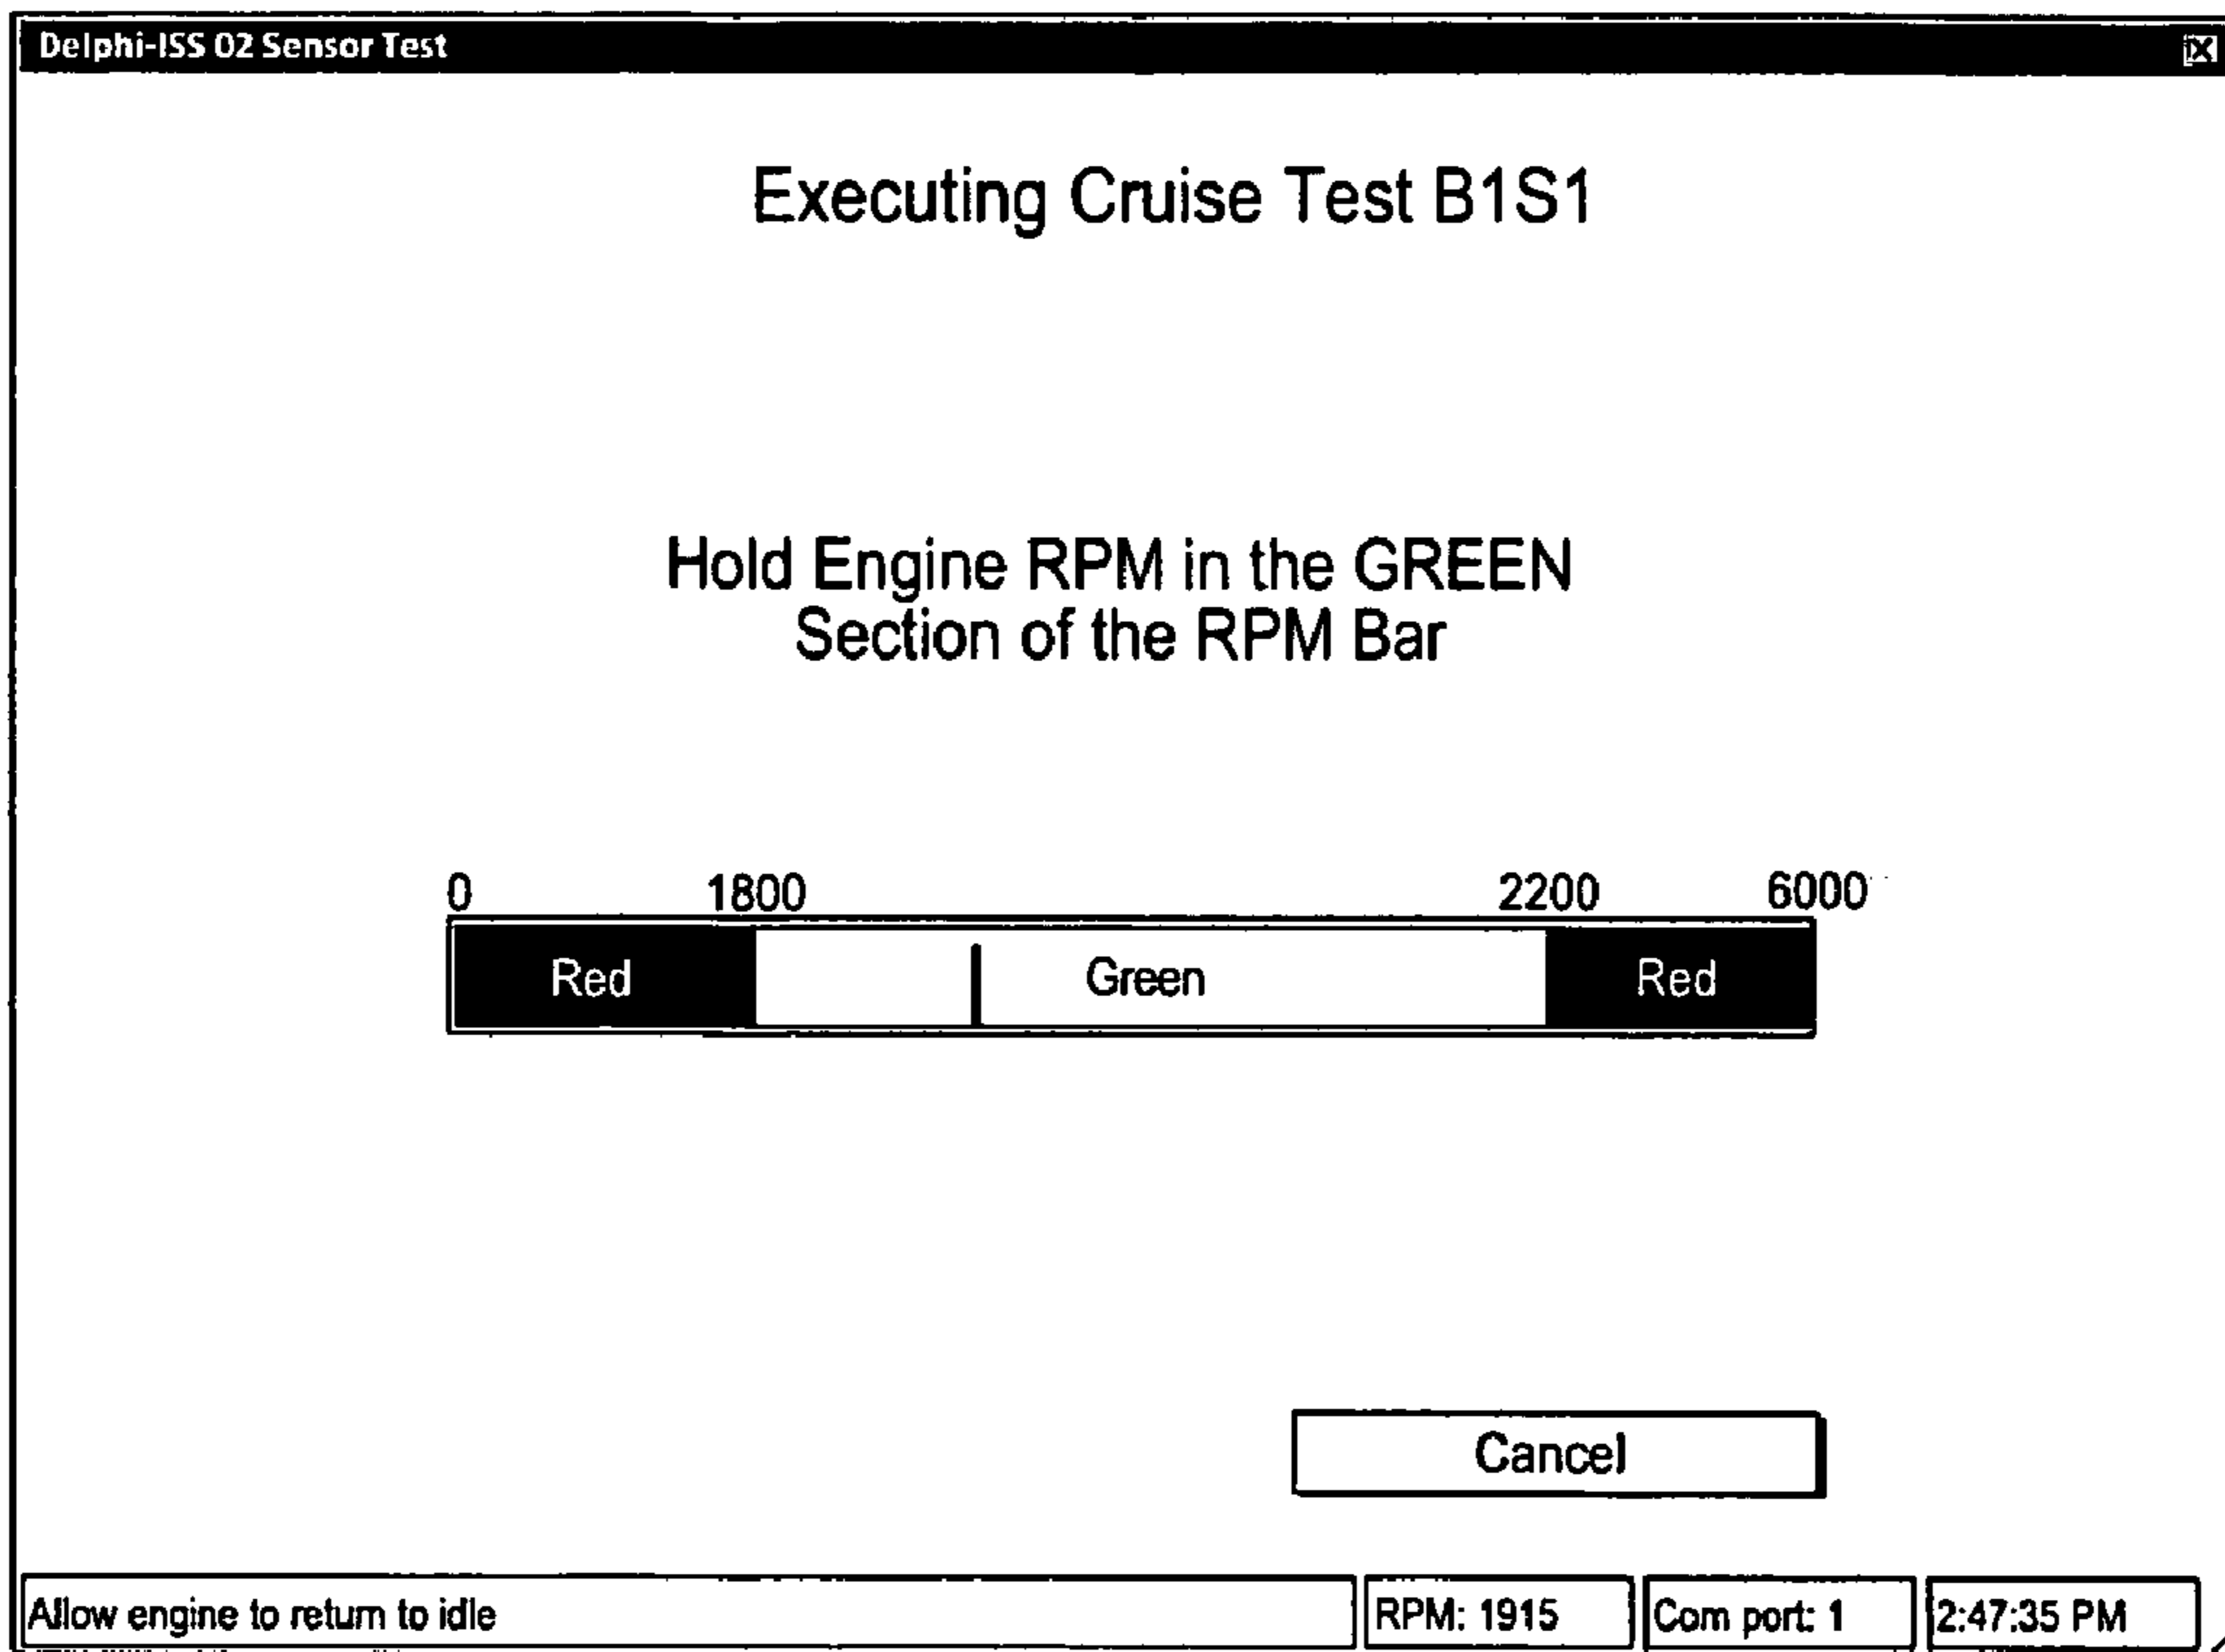 Delphi-ISS 02 Sensor Test
Executing Cruise Test B1S1
Hold Engine RPM in the GREEN
Section of the RPM Bar
0 1800 2200 6000
Red Green Red
Cancel
Allow engine to return to idle RPM: 1915 Com port: 1 2:47:35 PM